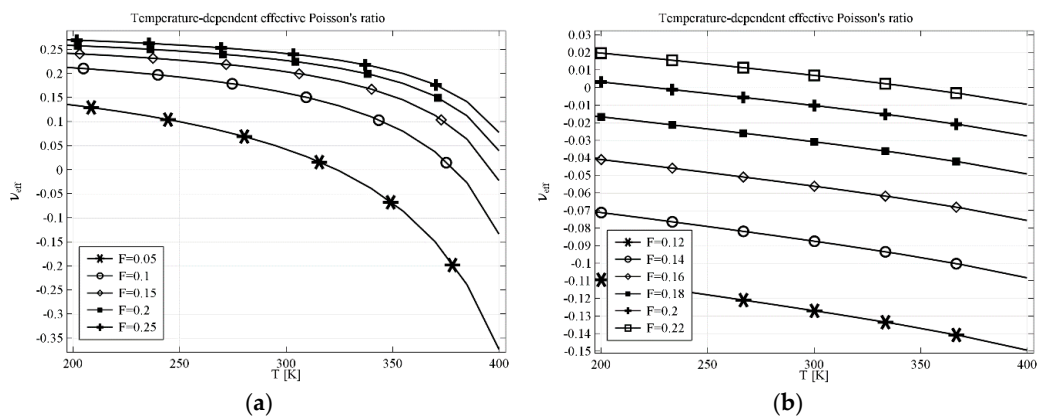 Temperature-dependent effective Poisson's ratio
0.25
0.2
0.15
0.1
0.05
0
-0.05
-0.1
-0.15
-0.2
-0.25
-0.3
-0.35
ν_eff
F=0.05
F=0.1
F=0.15
F=0.2
F=0.25
200 250 300 350 400
T [K]
(a)
Temperature-dependent effective Poisson's ratio
0.03
0.02
0.01
0
-0.01
-0.02
-0.03
-0.04
-0.05
-0.06
-0.07
-0.08
-0.09
-0.1
-0.11
-0.12
-0.13
-0.14
-0.15
ν_eff
F=0.12
F=0.14
F=0.16
F=0.18
F=0.2
F=0.22
200 250 300 350 400
T [K]
(b)